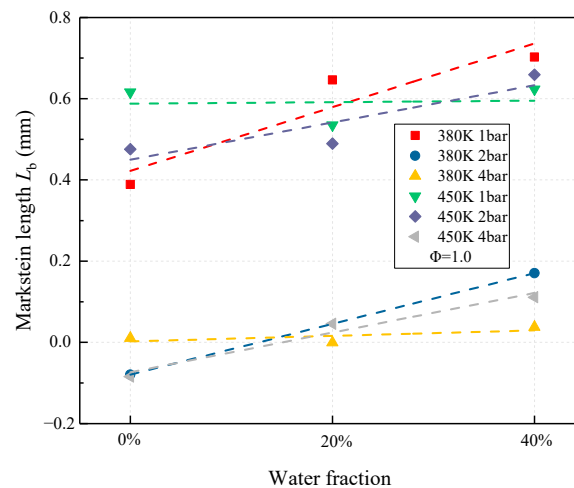 0.8
0.6
0.4
0.2
0.0
−0.2
Markstein length Lb (mm)
380K 1bar
380K 2bar
380K 4bar
450K 1bar
450K 2bar
450K 4bar
Φ=1.0
0%
20%
40%
Water fraction